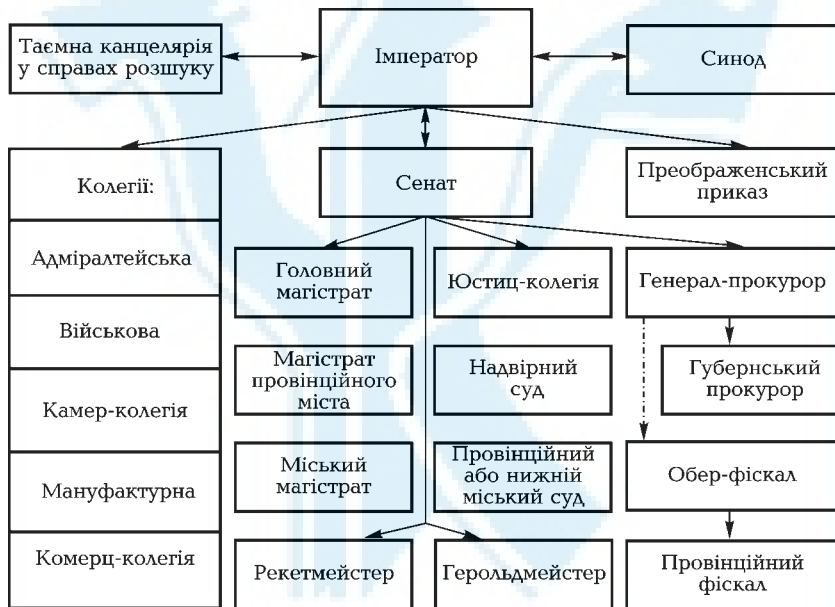 Таємна канцелярія
у справах розшуку
Імператор
Синод
Колегії:
Адміралтейська
Військова
Камер-колегія
Мануфактурна
Комерц-колегія
Сенат
Преображенський
приказ
Головний
магістрат
Юстиц-колегія
Генерал-прокурор
Магістрат
провінційного
міста
Надвірний
суд
Губернський
прокурор
Міський
магістрат
Провінційний
або нижній
міський суд
Обер-фіскал
Рекетмейстер
Герольдмейстер
Провінційний
фіскал